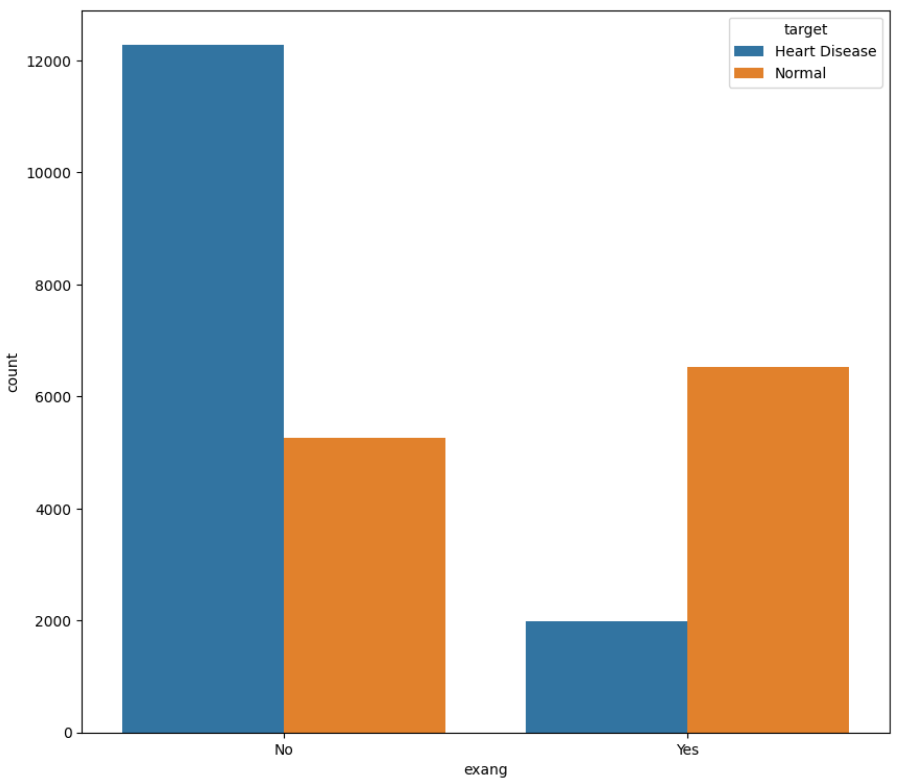 target
Heart Disease
Normal
12000
10000
8000
6000
4000
2000
0
count
No
Yes
exang